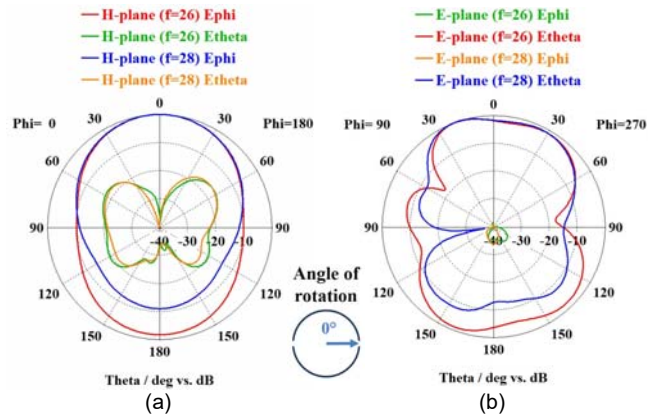 H-plane (f=26) Ephi
H-plane (f=26) Etheta
H-plane (f=28) Ephi
H-plane (f=28) Etheta
0
Phi= 0
30
30
Phi=180
60
60
90
-40
-30
-20
-10
90
120
120
150
150
180
Theta / deg vs. dB
(a)
Angle of
rotation
0°
E-plane (f=26) Ephi
E-plane (f=26) Etheta
E-plane (f=28) Ephi
E-plane (f=28) Etheta
0
Phi= 90
30
30
Phi=270
60
60
90
-40
-30
-20
-10
90
120
120
150
150
180
Theta / deg vs. dB
(b)